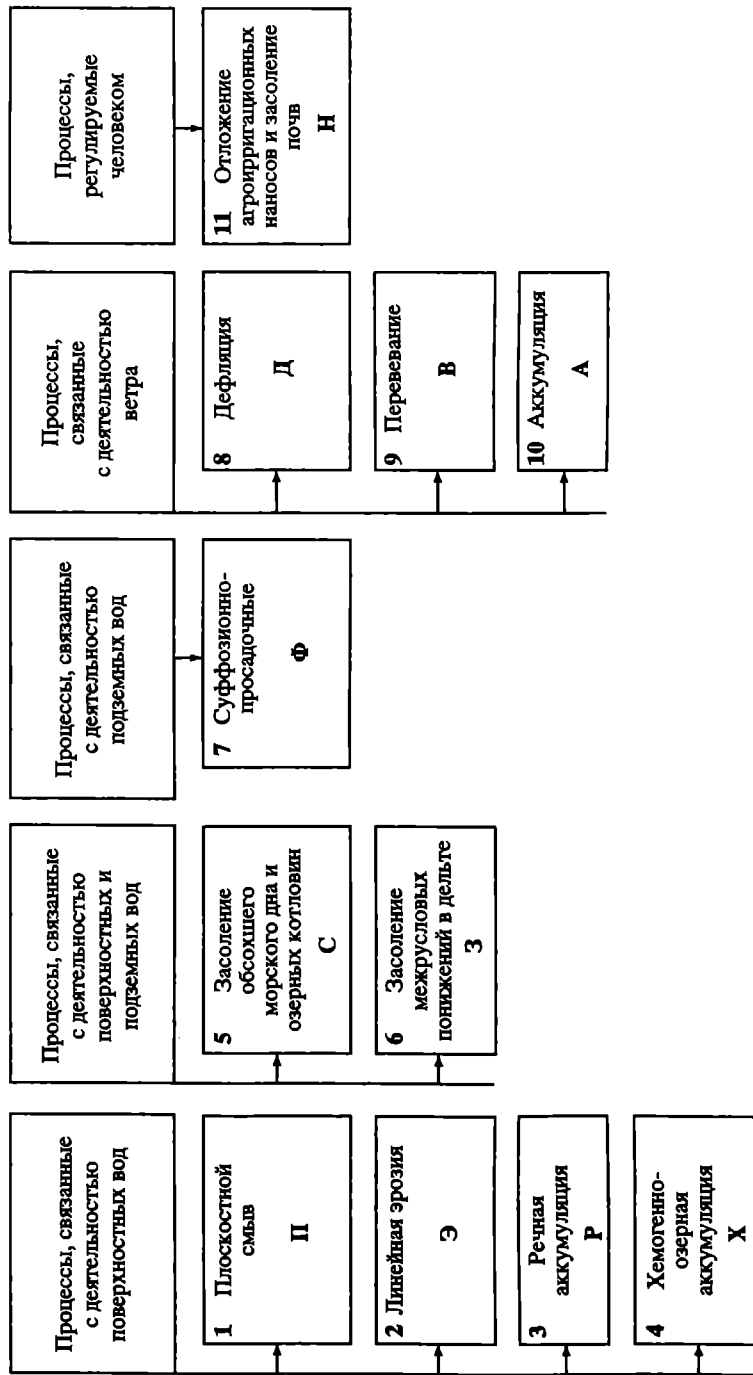 Процессы, связанные
с деятельностью
поверхностных вод
1 Плоскостной
смыв
П
2 Линейная эрозия
Э
3 Речная
аккумуляция
Р
4 Хемогенно-
озерная
аккумуляция
Х
Процессы, связанные
с деятельностью
поверхностных и
подземных вод
5 Засоление
обсохшего
морского дна и
озерных котловин
С
6 Засоление
межрусловых
понижений в дельте
З
Процессы, связанные
с деятельностью
подземных вод
7 Суффозионно-
просадочные
Ф
Процессы,
связанные
с деятельностью
ветра
8 Дефляция
Д
9 Перевевание
В
10 Аккумуляция
А
Процессы,
регулируемые
человеком
11 Отложение
агроирригационных
наносов и засоление
почв
Н